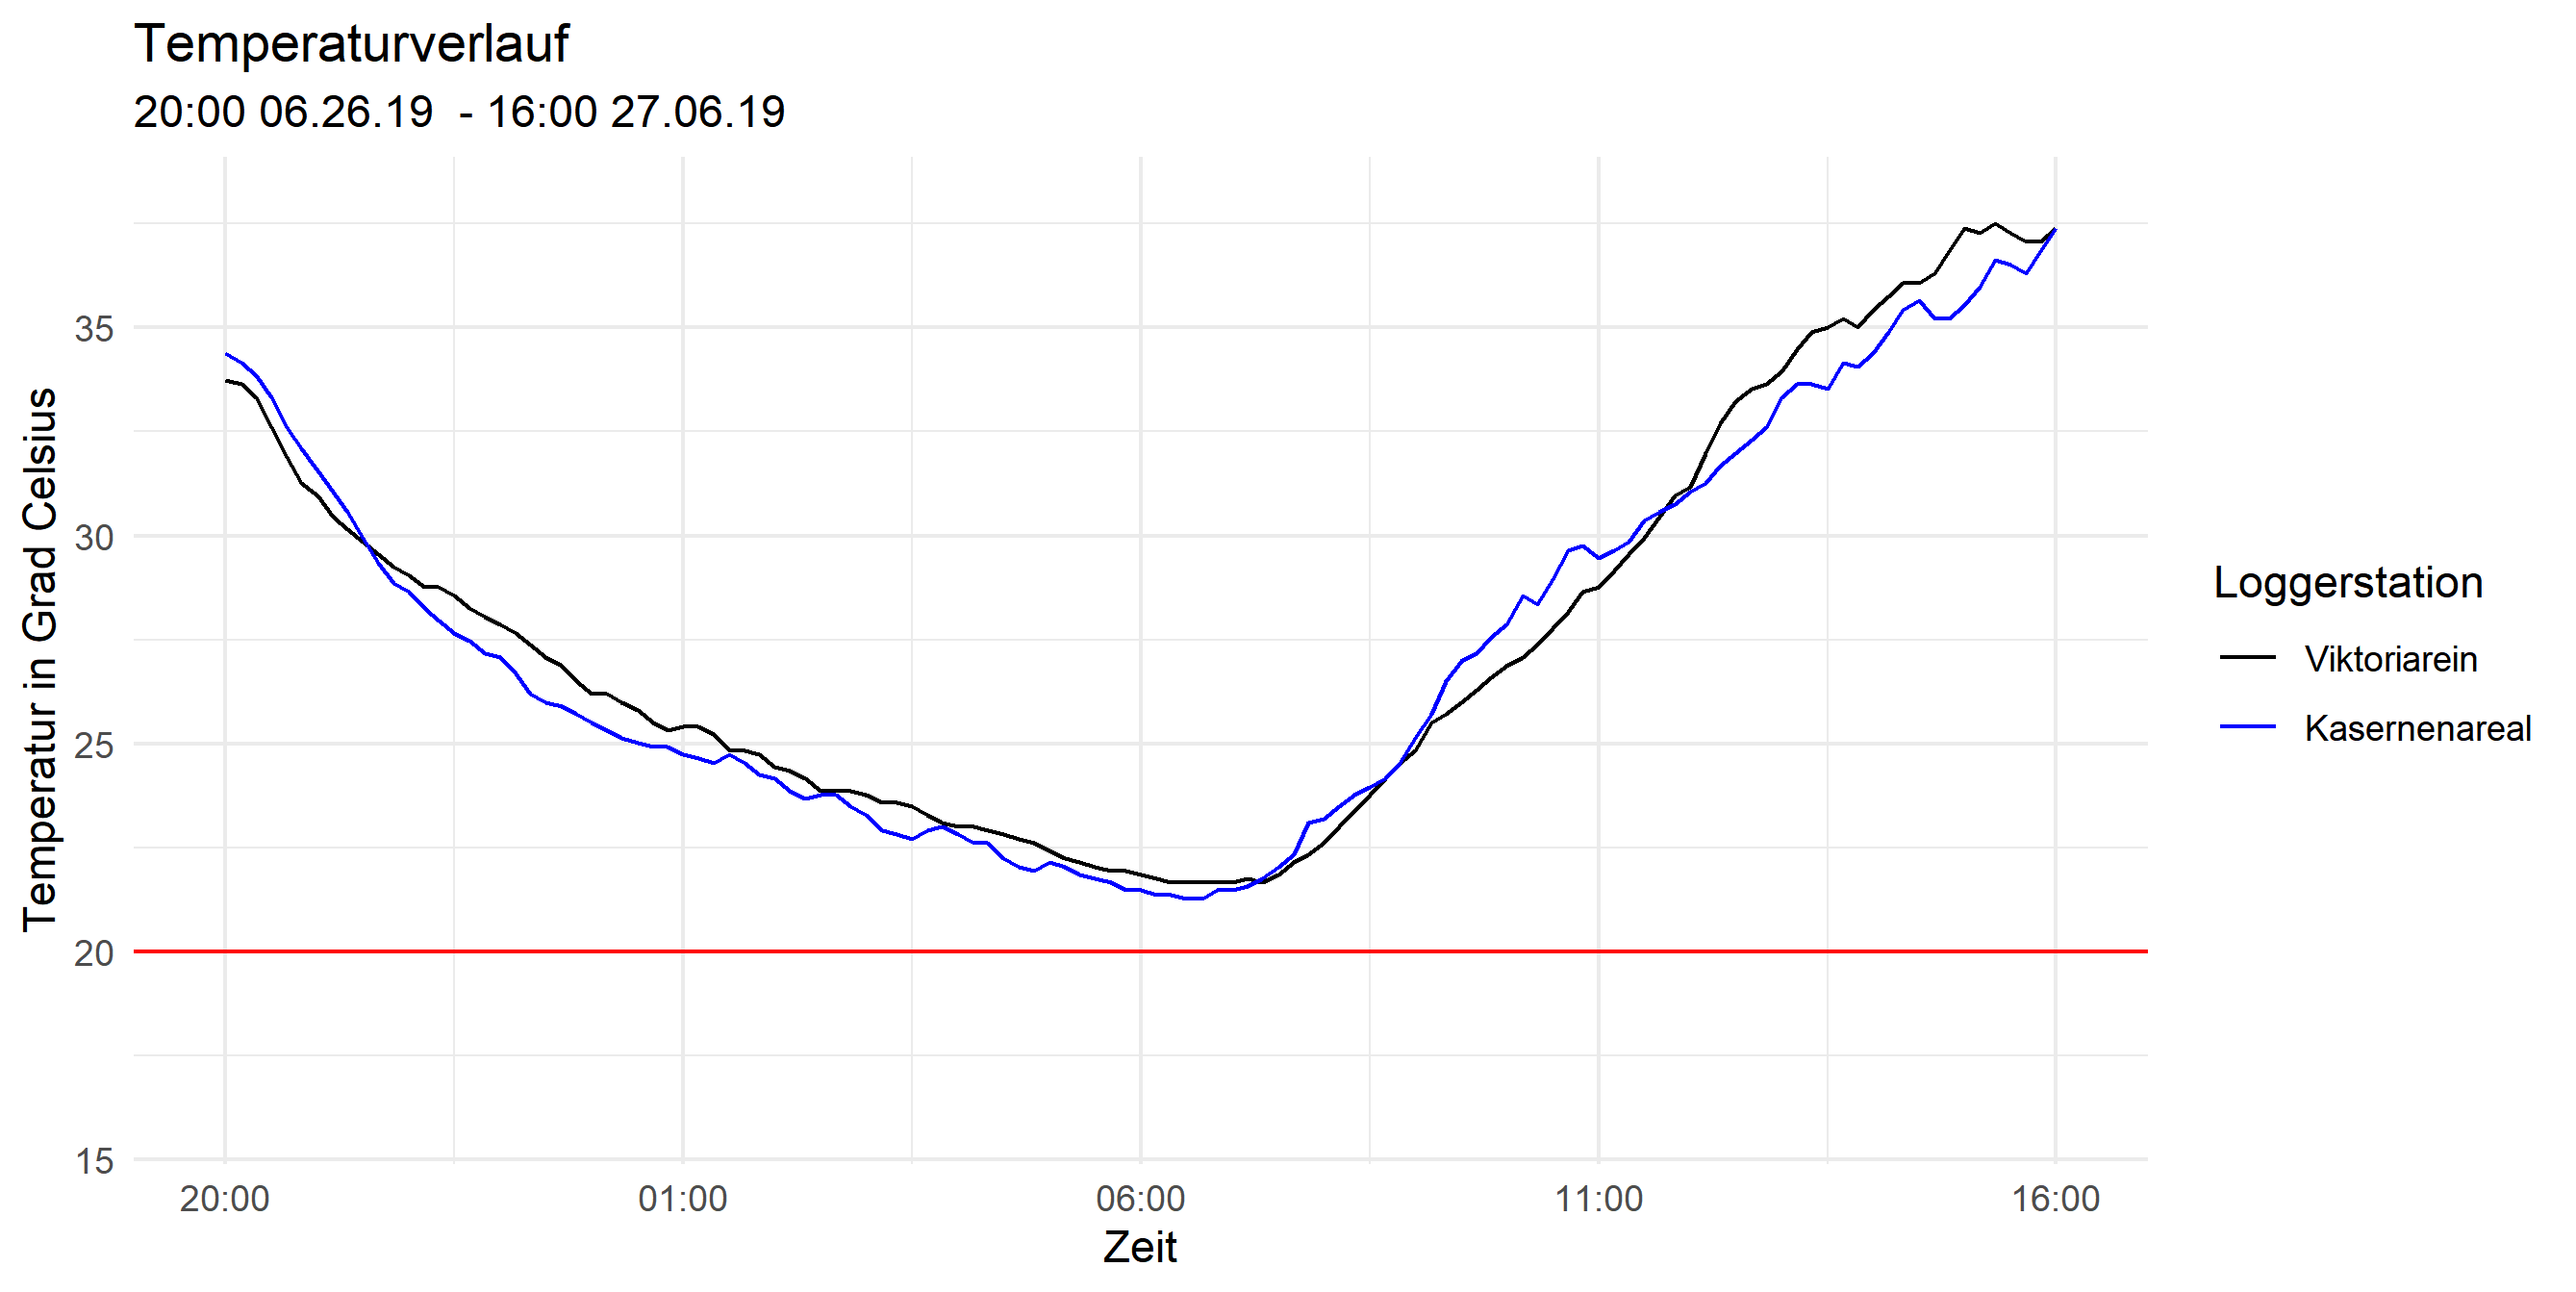 Temperaturverlauf
20:00 06.26.19  - 16:00 27.06.19
Temperatur in Grad Celsius
35
30
25
20
15
20:00 01:00 06:00 11:00 16:00
Zeit
Loggerstation
Viktoriarein
Kasernenareal